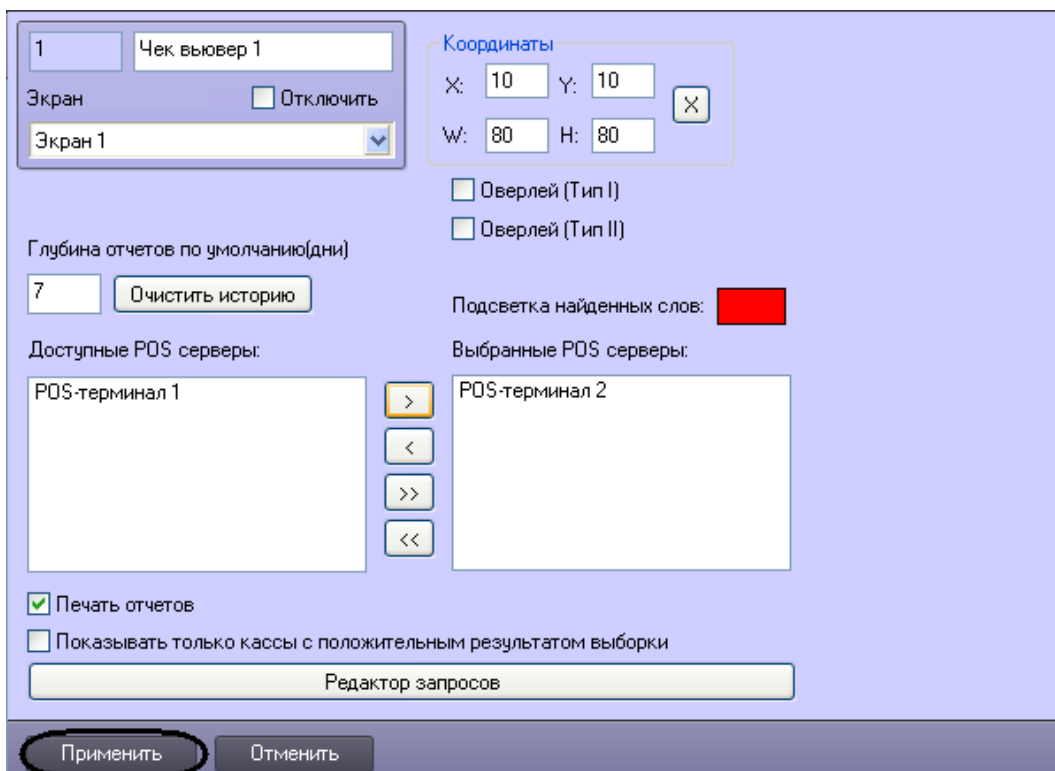 1 Чек вьювер 1
Экран Отключить
Экран 1
Координаты
X: 10 Y: 10
X
W: 80 H: 80
Оверлей (Тип I)
Оверлей (Тип II)
Глубина отчетов по умолчанию(дни)
7 Очистить историю
Подсветка найденных слов:
Доступные POS серверы:
POS-терминал 1
>
<
>>
<<
Выбранные POS серверы:
POS-терминал 2
Печать отчетов
Показывать только кассы с положительным результатом выборки
Редактор запросов
Применить Отменить